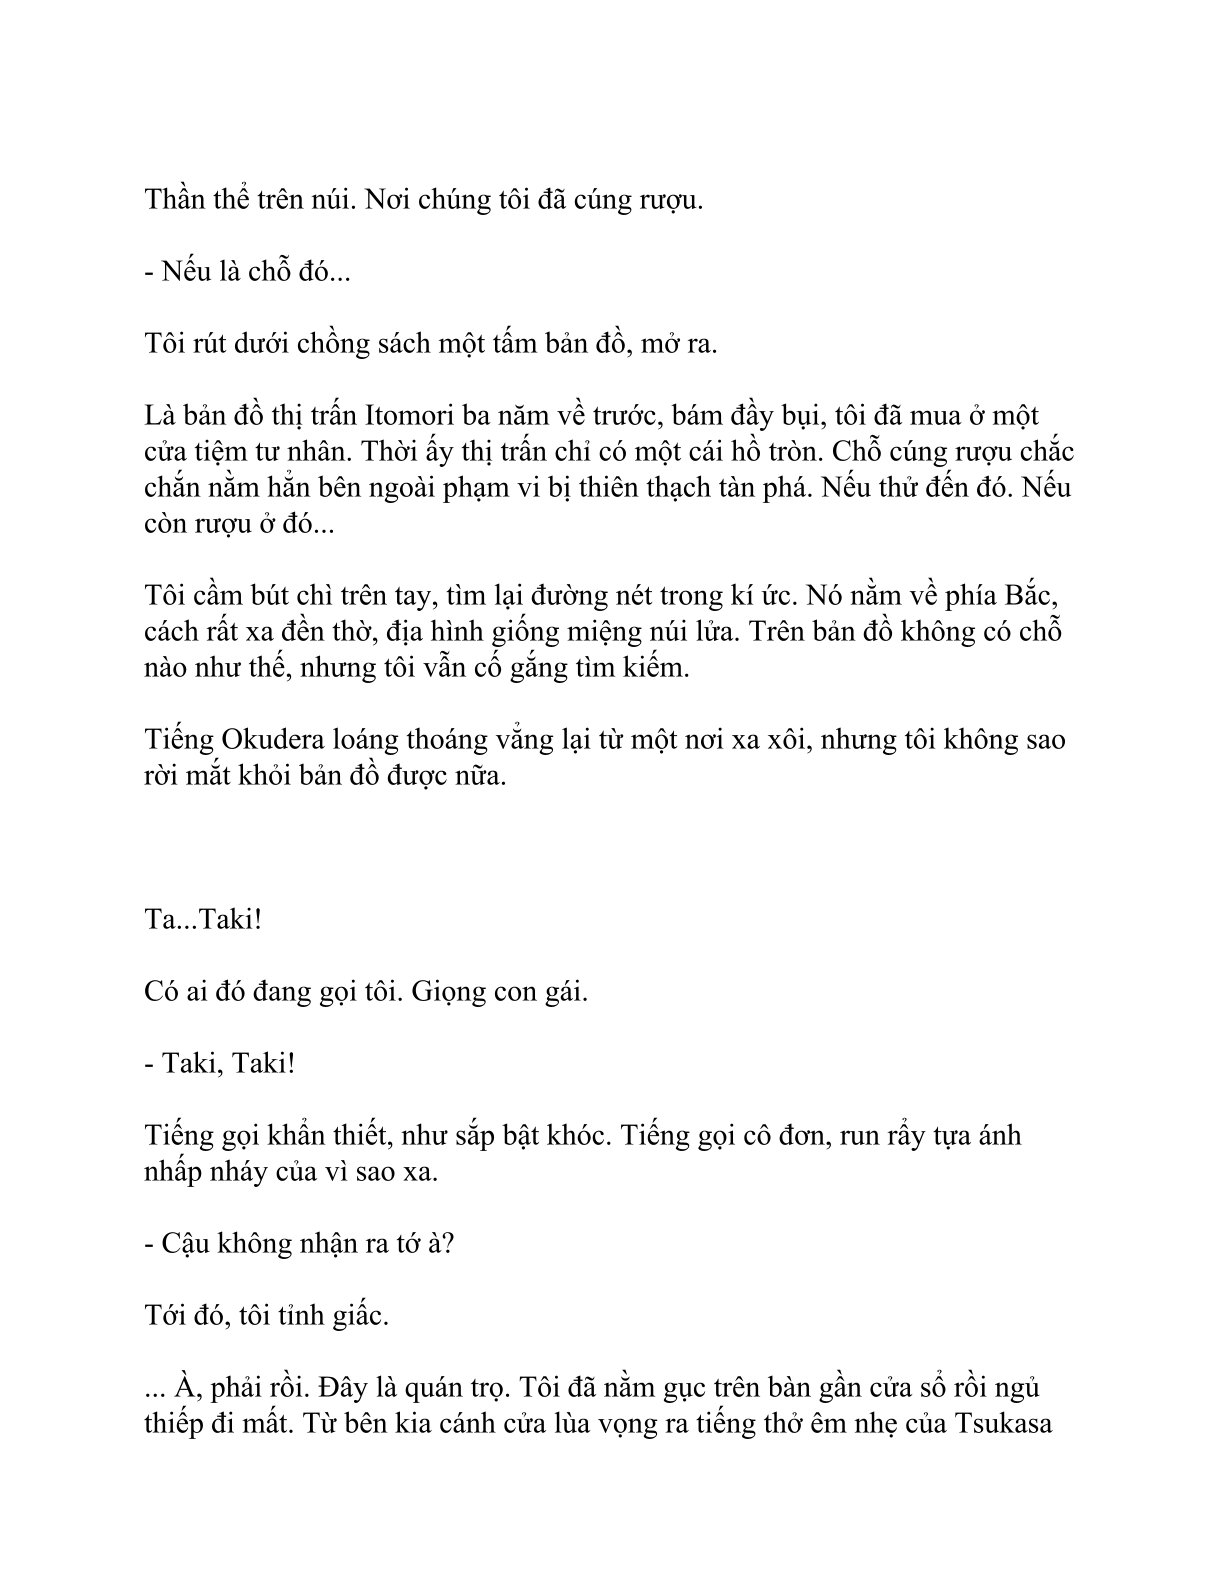 Thần thể trên núi. Nơi chúng tôi đã cúng rượu.
- Nếu là chỗ đó...
Tôi rút dưới chồng sách một tấm bản đồ, mở ra.
Là bản đồ thị trấn Itomori ba năm về trước, bám đầy bụi, tôi đã mua ở một
cửa tiệm tư nhân. Thời ấy thị trấn chỉ có một cái hồ tròn. Chỗ cúng rượu chắc
chắn nằm hẳn bên ngoài phạm vi bị thiên thạch tàn phá. Nếu thử đến đó. Nếu
còn rượu ở đó...
Tôi cầm bút chì trên tay, tìm lại đường nét trong kí ức. Nó nằm về phía Bắc,
cách rất xa đền thờ, địa hình giống miệng núi lửa. Trên bản đồ không có chỗ
nào như thế, nhưng tôi vẫn cố gắng tìm kiếm.
Tiếng Okudera loáng thoáng vẳng lại từ một nơi xa xôi, nhưng tôi không sao
rời mắt khỏi bản đồ được nữa.
Ta...Taki!
Có ai đó đang gọi tôi. Giọng con gái.
- Taki, Taki!
Tiếng gọi khẩn thiết, như sắp bật khóc. Tiếng gọi cô đơn, run rẩy tựa ánh
nhấp nháy của vì sao xa.
- Cậu không nhận ra tớ à?
Tới đó, tôi tỉnh giấc.
... À, phải rồi. Đây là quán trọ. Tôi đã nằm gục trên bàn gần cửa sổ rồi ngủ
thiếp đi mất. Từ bên kia cánh cửa lùa vọng ra tiếng thở êm nhẹ của Tsukasa